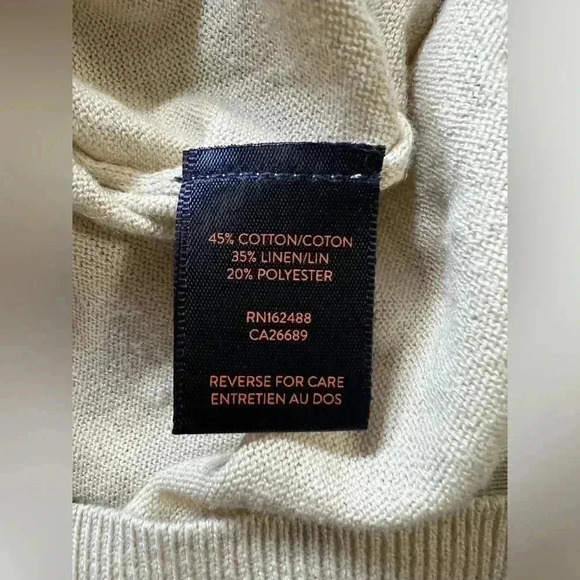 45% COTTON/COTON
35% LINEN/LIN
20% POLYESTER
RN162488
CA26689
REVERSE FOR CARE
ENTRETIEN AU DOS